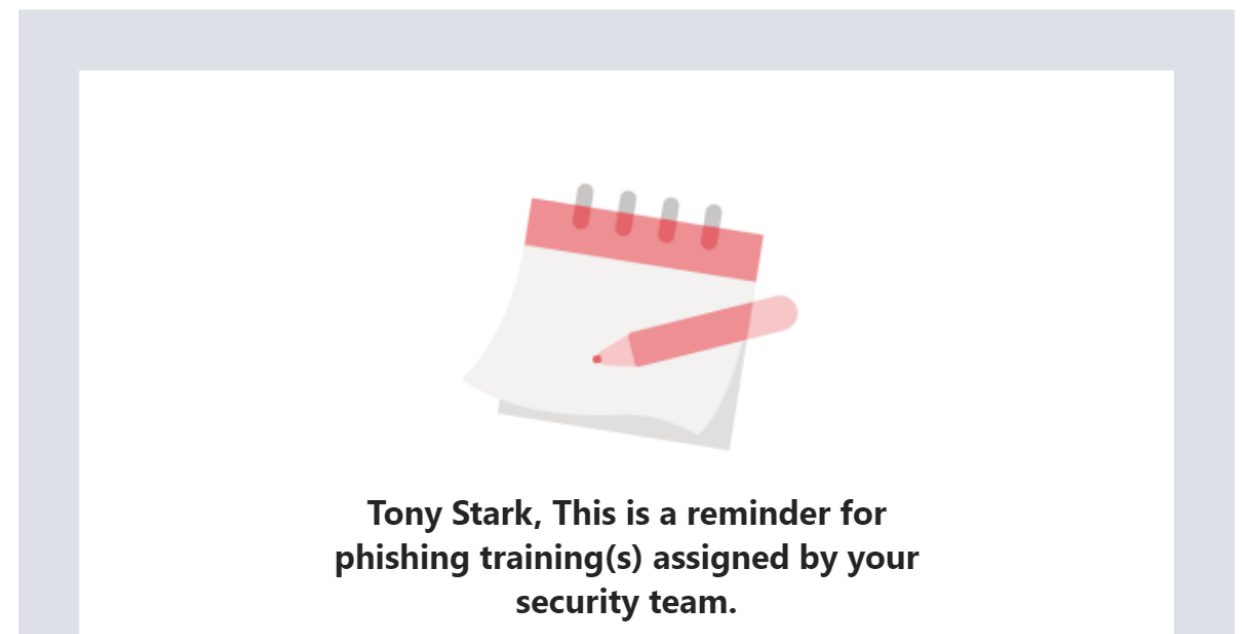 Tony Stark, This is a reminder for
phishing training(s) assigned by your
security team.